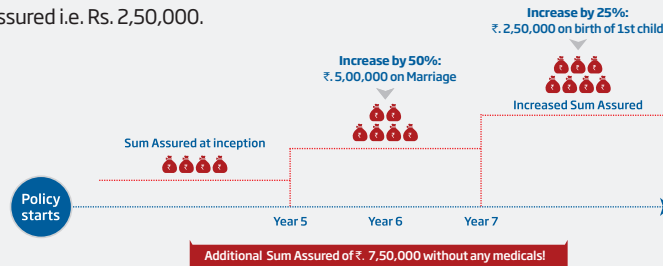 ssured i.e. Rs. 2,50,000.
Increase by 25%:
₹. 2,50,000 on birth of 1st child
Increase by 50%:
₹. 5,00,000 on Marriage
Increased Sum Assured
Sum Assured at inception
Policy
starts
Year 5 Year 6 Year 7
Additional Sum Assured of ₹. 7,50,000 without any medicals!